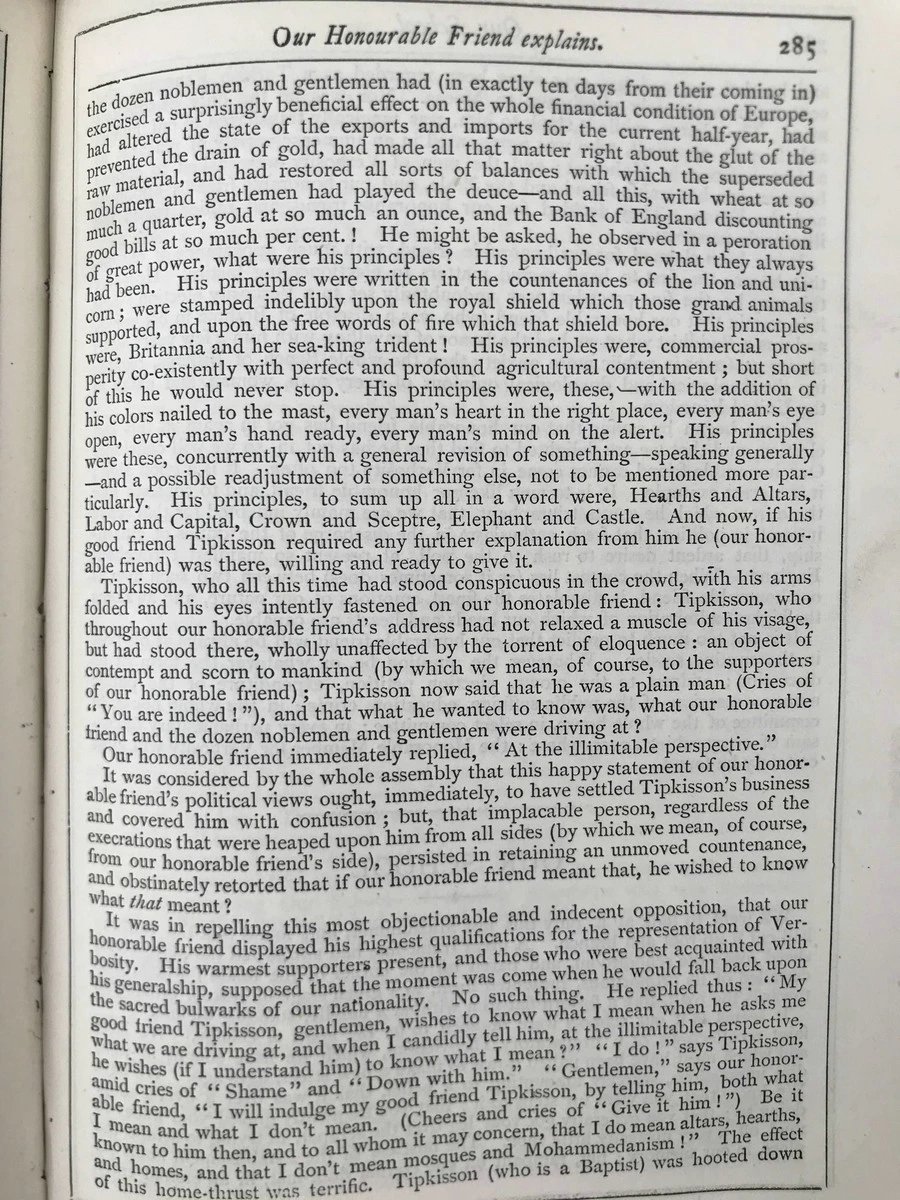 Our Honourable Friend explains.
285
the dozen noblemen and gentlemen had (in exactly ten days from their coming in)
exercised a surprisingly beneficial effect on the whole financial condition of Europe,
had altered the state of the exports and imports for the current half-year, had
prevented the drain of gold, had made all that matter right about the glut of the
raw material, and had restored all sorts of balances with which the superseded
noblemen and gentlemen had played the deuce—and all this, with wheat at so
much a quarter, gold at so much an ounce, and the Bank of England discounting
good bills at so much per cent.! He might be asked, he observed in a peroration
of great power, what were his principles? His principles were what they always
had been. His principles were written in the countenances of the lion and uni-
corn; were stamped indelibly upon the royal shield which those grand animals
supported, and upon the free words of fire which that shield bore. His principles
were, Britannia and her sea-king trident! His principles were, commercial pros-
perity co-existently with perfect and profound agricultural contentment; but short
of this he would never stop. His principles were, these,—with the addition of
his colors nailed to the mast, every man's heart in the right place, every man's eye
open, every man's hand ready, every man's mind on the alert. His principles
were these, concurrently with a general revision of something—speaking generally
—and a possible readjustment of something else, not to be mentioned more par-
ticularly. His principles, to sum up all in a word were, Hearths and Altars,
Labor and Capital, Crown and Sceptre, Elephant and Castle. And now, if his
good friend Tipkisson required any further explanation from him he (our honor-
able friend) was there, willing and ready to give it.
Tipkisson, who all this time had stood conspicuous in the crowd, with his arms
folded and his eyes intently fastened on our honorable friend: Tipkisson, who
throughout our honorable friend's address had not relaxed a muscle of his visage,
but had stood there, wholly unaffected by the torrent of eloquence: an object of
contempt and scorn to mankind (by which we mean, of course, to the supporters
of our honorable friend); Tipkisson now said that he was a plain man (Cries of
"You are indeed!"), and that what he wanted to know was, what our honorable
friend and the dozen noblemen and gentlemen were driving at?
Our honorable friend immediately replied, "At the illimitable perspective."
It was considered by the whole assembly that this happy statement of our honor-
able friend's political views ought, immediately, to have settled Tipkisson's business
and covered him with confusion; but, that implacable person, regardless of the
execrations that were heaped upon him from all sides (by which we mean, of course,
from our honorable friend's side), persisted in retaining an unmoved countenance,
and obstinately retorted that if our honorable friend meant that, he wished to know
what that meant?
It was in repelling this most objectionable and indecent opposition, that our
honorable friend displayed his highest qualifications for the representation of Ver-
bosity. His warmest supporters present, and those who were best acquainted with
his generalship, supposed that the moment was come when he would fall back upon
the sacred bulwarks of our nationality. No such thing. He replied thus: "My
good friend Tipkisson, gentlemen, wishes to know what I mean when he asks me
what we are driving at, and when I candidly tell him, at the illimitable perspective,
he wishes (if I understand him) to know what I mean?" "I do!" says Tipkisson,
amid cries of "Shame" and "Down with him." "Gentlemen," says our honor-
able friend, "I will indulge my good friend Tipkisson, by telling him, both what
I mean and what I don't mean. (Cheers and cries of "Give it him!") Be it
known to him then, and to all whom it may concern, that I do mean altars, hearths,
and homes, and that I don't mean mosques and Mohammedanism!" The effect
of this home-thrust was terrific. Tipkisson (who is a Baptist) was hooted down